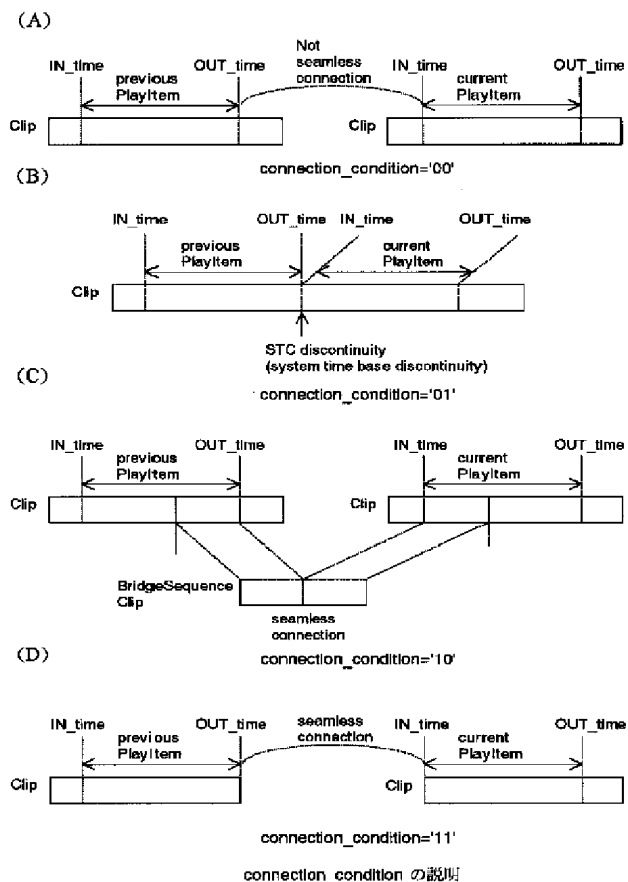 (A)
Not
seamless
connection
IN_time
OUT_time
IN_time
OUT_time
previous
PlayItem
current
PlayItem
Clip
Clip
connection_condition='00'
(B)
IN_time
OUT_time
IN_time
OUT_time
previous
PlayItem
current
PlayItem
Clip
STC discontinuity
(system time base discontinuity)
connection_condition='01'
(C)
IN_time
OUT_time
IN_time
OUT_time
previous
PlayItem
current
PlayItem
Clip
Clip
BridgeSequence
Clip
seamless
connection
connection_condition='10'
(D)
IN_time
OUT_time
seamless
connection
IN_time
OUT_time
previous
PlayItem
current
PlayItem
Clip
Clip
connection_condition='11'
connection_condition の説明